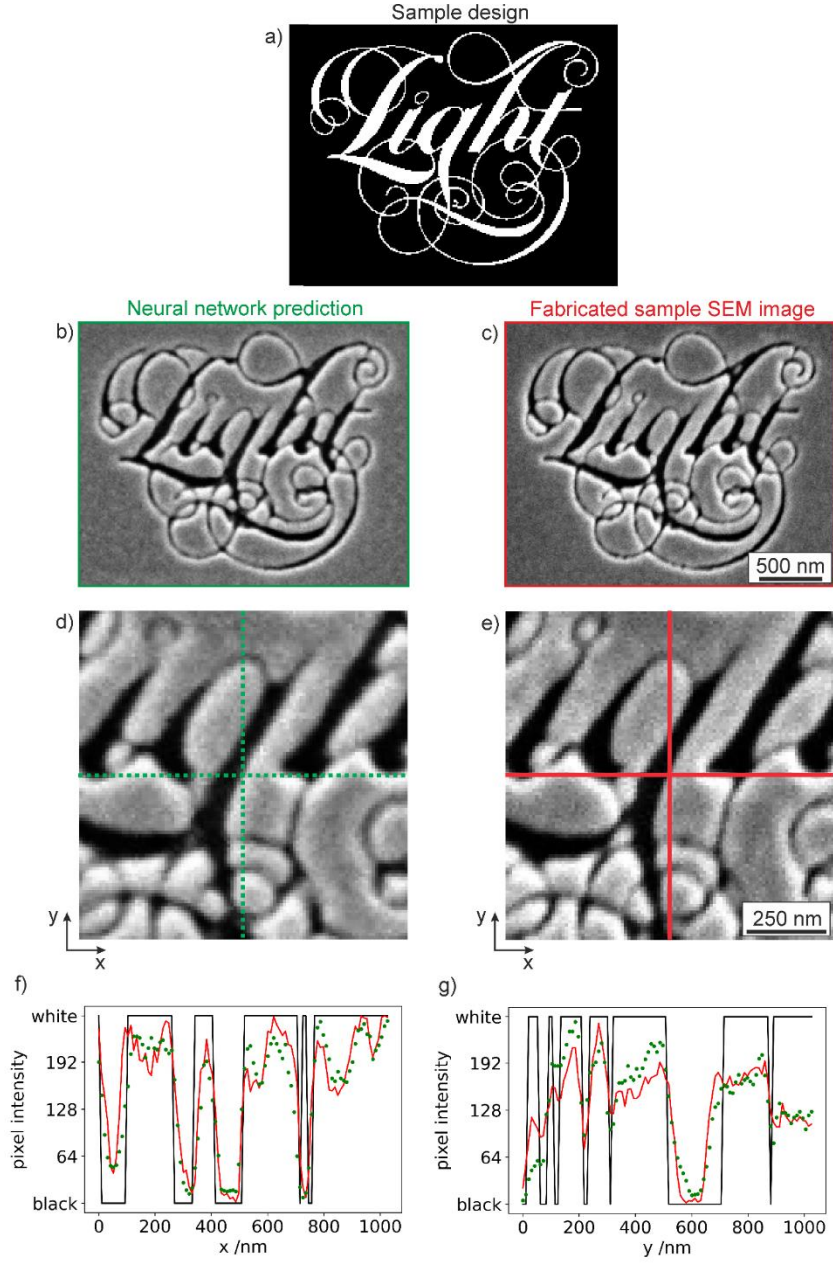 Sample design
a)
Light
Neural network prediction
Fabricated sample SEM image
b)
c)
Light
Light
500 nm
d)
e)
y
x
y
x
250 nm
f)
g)
white
192
128
64
black
pixel intensity
0 200 400 600 800 1000
x /nm
white
192
128
64
black
pixel intensity
0 200 400 600 800 1000
y /nm